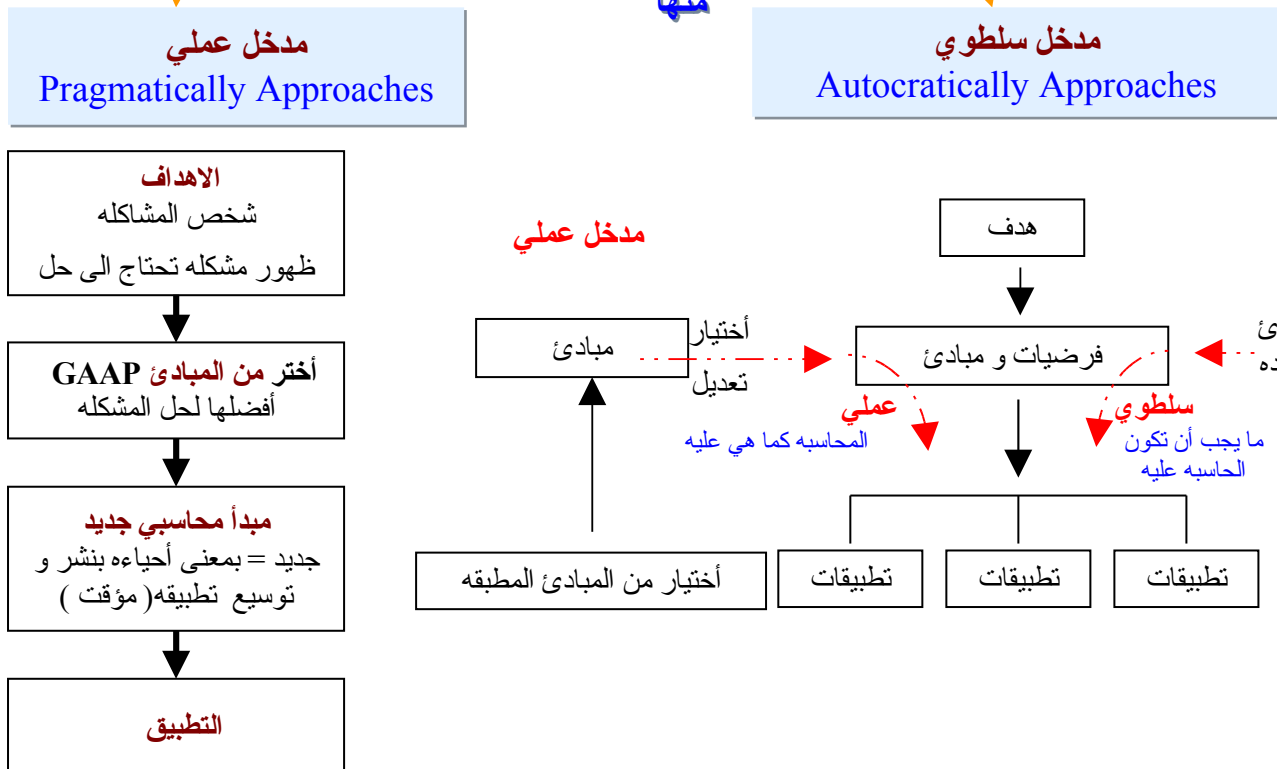 منها
مدخل سلطوي
Autocratically Approaches
مدخل عملي
Pragmatically Approaches
هدف
فرضيات و مبادئ
سلطوي
ما يجب أن تكون
الحاسبه عليه
عملي
المحاسبه كما هي عليه
تطبيقات
تطبيقات
تطبيقات
مدخل عملي
أختيار
تعديل
مبادئ
أختيار من المبادئ المطبقه
الاهداف
شخص المشاكله
ظهور مشكله تحتاج الى حل
أختر من المبادئ GAAP
أفضلها لحل المشكله
مبدأ محاسبي جديد
جديد = بمعنى أحياءه بنشر و
توسيع تطبيقه( مؤقت )
التطبيق